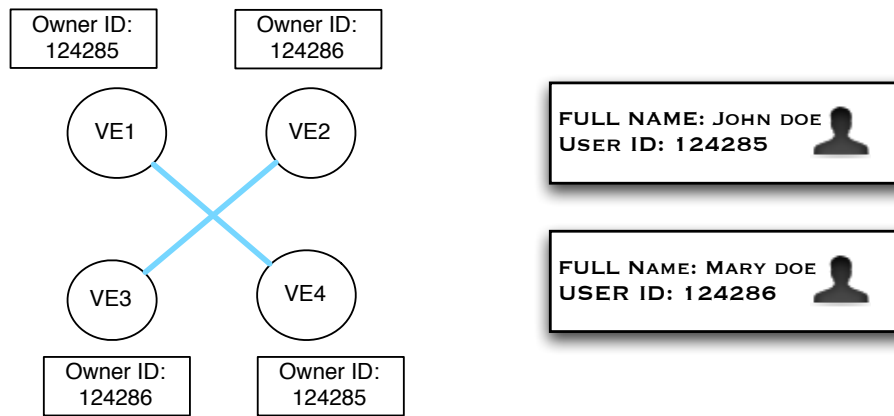 Owner ID:
124285
Owner ID:
124286
VE1
VE2
VE3
VE4
Owner ID:
124286
Owner ID:
124285
FULL NAME: JOHN DOE
USER ID: 124285
FULL NAME: MARY DOE
USER ID: 124286